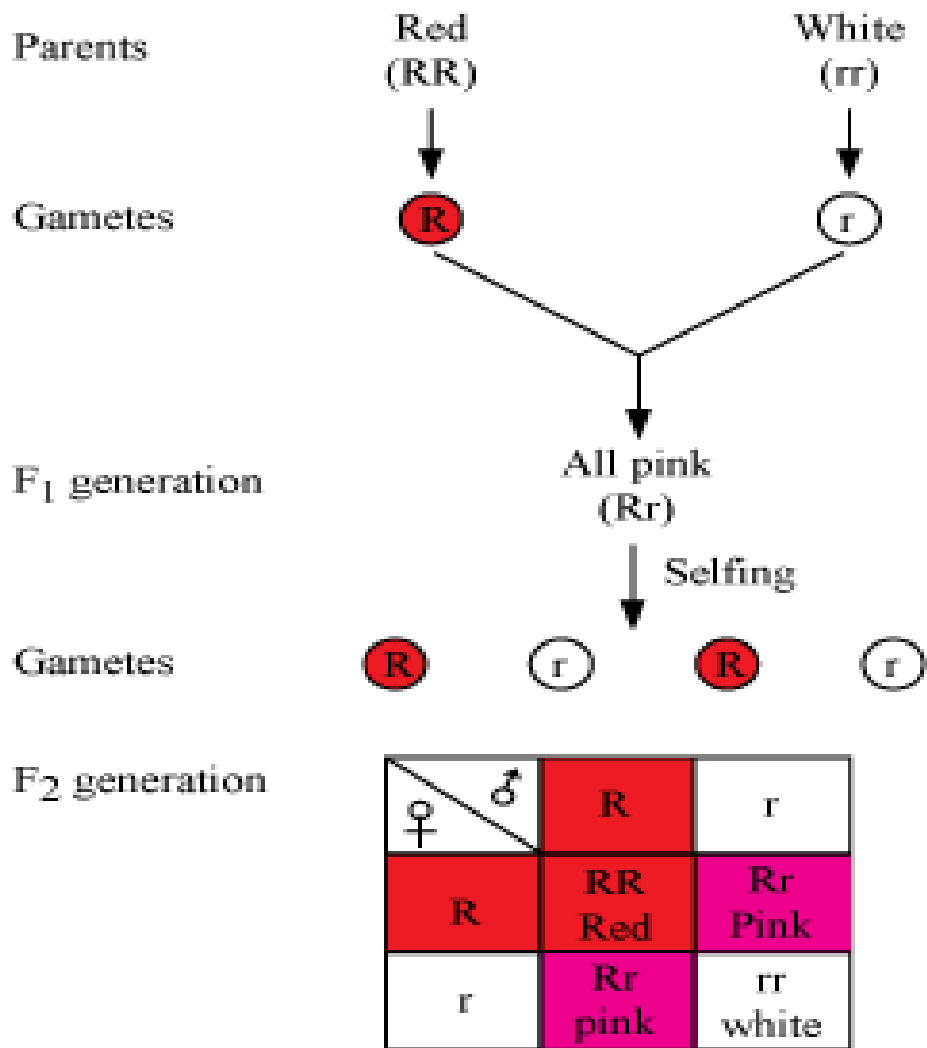 Parents
Red
(RR)
White
(rr)
Gametes
R
r
F1 generation
All pink
(Rr)
Selfing
Gametes
R
r
R
r
F2 generation
♀ ♂
R
r
R
RR
Red
Rr
Pink
r
Rr
pink
rr
white